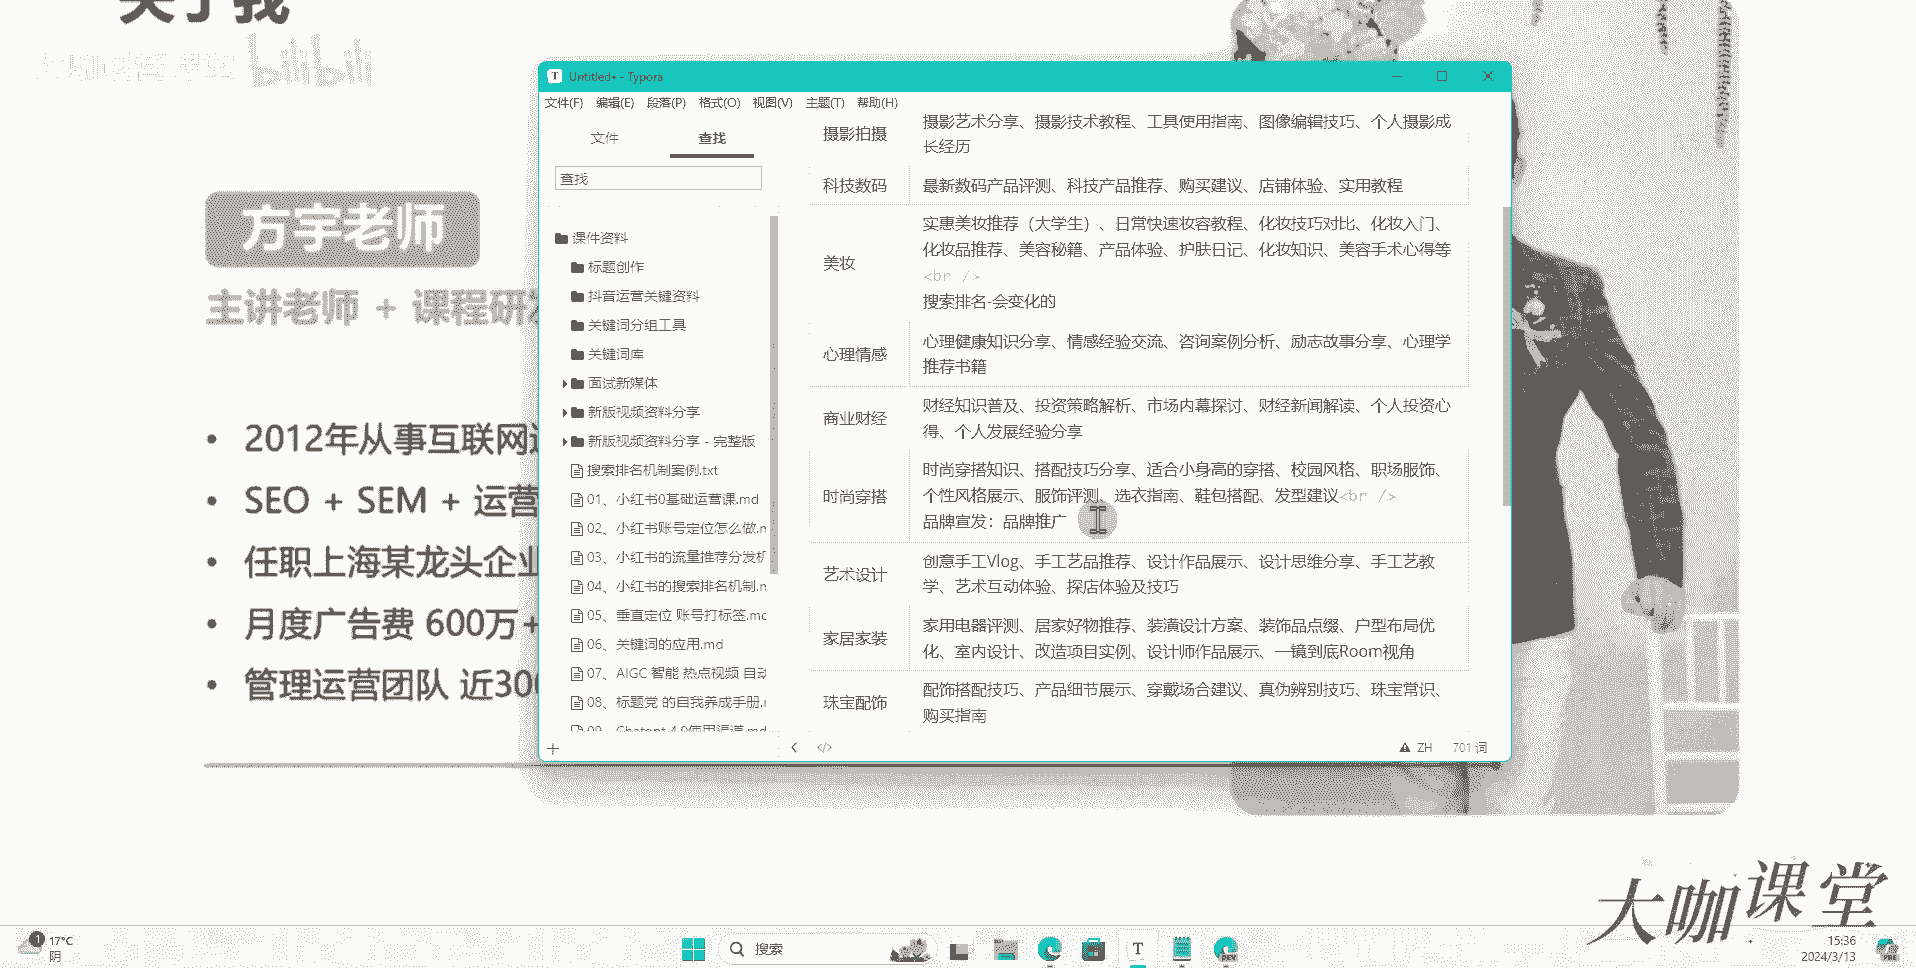 关于我
bilibili
方宇老师
主讲老师 + 课程研发
2012年从事互联网运
SEO + SEM + 运营
任职上海某龙头企业
月度广告费 600万+
管理运营团队 近300
Untitled• - Typora
文件(F) 编辑(E) 段落(P) 格式(O) 视图(V) 主题(T) 帮助(H)
文件 查找
查找
课件资料
标题创作
抖音运营关键资料
关键词分组工具
关键词库
面试新媒体
新版视频资料分享
新版视频资料分享 - 完整版
搜索排名机制案例.txt
01、小红书0基础运营课.md
02、小红书账号定位怎么做.m
03、小红书的流量推荐分发机
04、小红书的搜索排名机制.m
05、垂直定位 账号打标签.mc
06、关键词的应用.md
07、AIGC 智能 热点视频 自动
08、标题党 的自我养成手册.r
09、Chatgpt 4.0使用渠道.md
摄影拍摄
摄影艺术分享、摄影技术教程、工具使用指南、图像编辑技巧、个人摄影成
长经历
科技数码
最新数码产品评测、科技产品推荐、购买建议、店铺体验、实用教程
美妆
实惠美妆推荐（大学生）、日常快速妆容教程、化妆技巧对比、化妆入门、
化妆品推荐、美容秘籍、产品体验、护肤日记、化妆知识、美容手术心得等
<br />
搜索排名-会变化的
心理情感
心理健康知识分享、情感经验交流、咨询案例分析、励志故事分享、心理学
推荐书籍
商业财经
财经知识普及、投资策略解析、市场内幕探讨、财经新闻解读、个人投资心
得、个人发展经验分享
时尚穿搭
时尚穿搭知识、搭配技巧分享、适合小身高的穿搭、校园风格、职场服饰、
个性风格展示、服饰评测、选衣指南、鞋包搭配、发型建议<br />
品牌宣发：品牌推广
艺术设计
创意手工Vlog、手工艺品推荐、设计作品展示、设计思维分享、手工艺教
学、艺术互动体验、探店体验及技巧
家居家装
家用电器评测、居家好物推荐、装潢设计方案、装饰品点缀、户型布局优
化、室内设计、改造项目实例、设计师作品展示、一镜到底Room视角
珠宝配饰
配饰搭配技巧、产品细节展示、穿戴场合建议、真伪辨别技巧、珠宝常识、
购买指南
ZH 701 词
大咖课堂
1 17°C
阴
搜索
15:36
2024/3/13